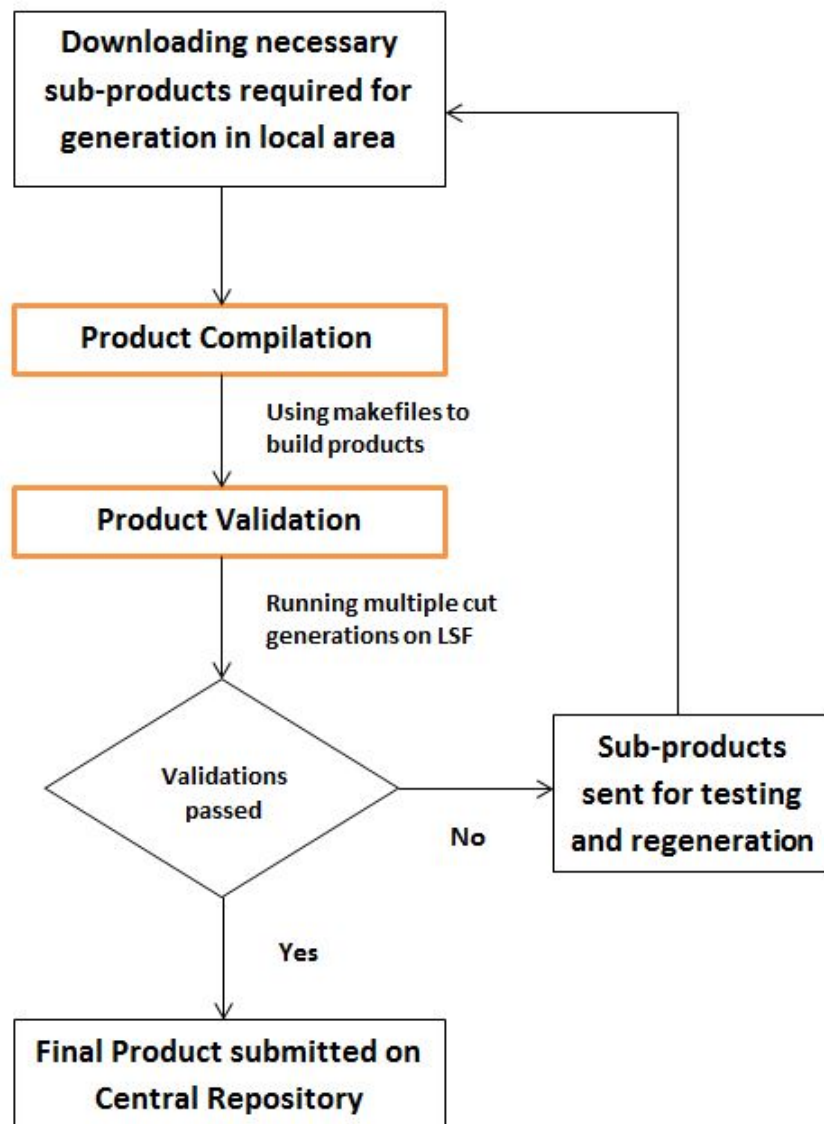 Downloading necessary
sub-products required for
generation in local area
Product Compilation
Using makefiles to
build products
Product Validation
Running multiple cut
generations on LSF
Validations
passed
No
Sub-products
sent for testing
and regeneration
Yes
Final Product submitted on
Central Repository